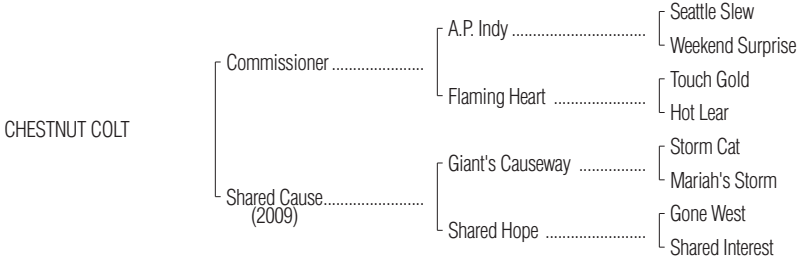 Seattle Slew
A.P. Indy ................................
Weekend Surprise
Commissioner ......................
Touch Gold
Flaming Heart ......................
Hot Lear
CHESTNUT COLT
Storm Cat
Giant's Causeway ................
Mariah's Storm
Shared Cause........................
(2009)
Gone West
Shared Hope ........................
Shared Interest